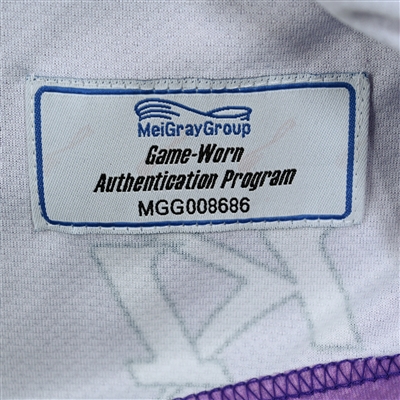 MeiGrayGroup
Game-Worn
Authentication Program
MGG008686